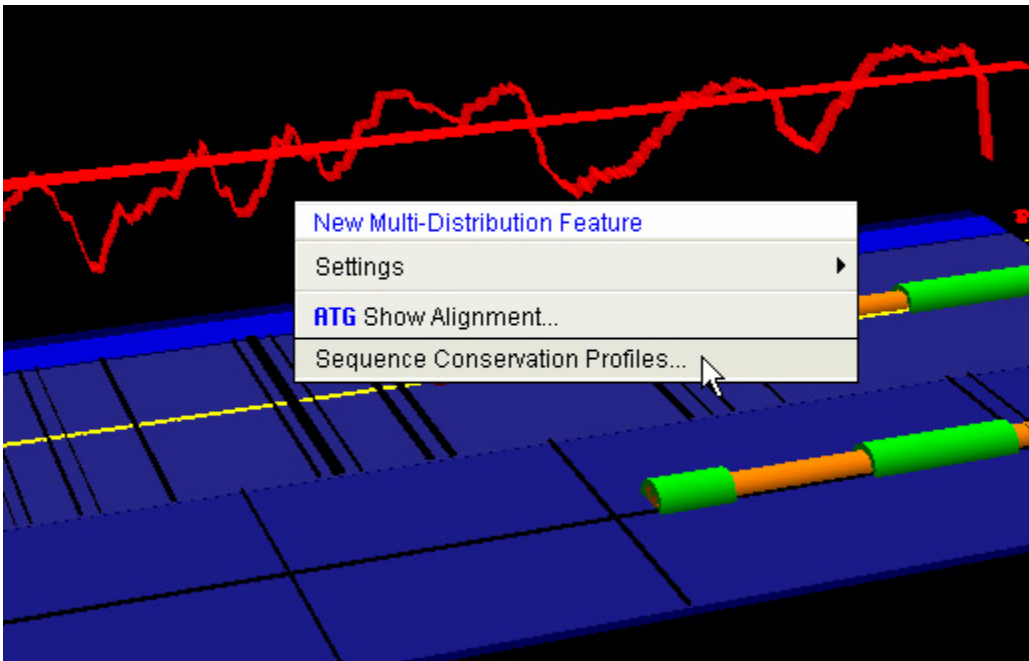 New Multi-Distribution Feature
Settings
ATG Show Alignment...
Sequence Conservation Profiles...